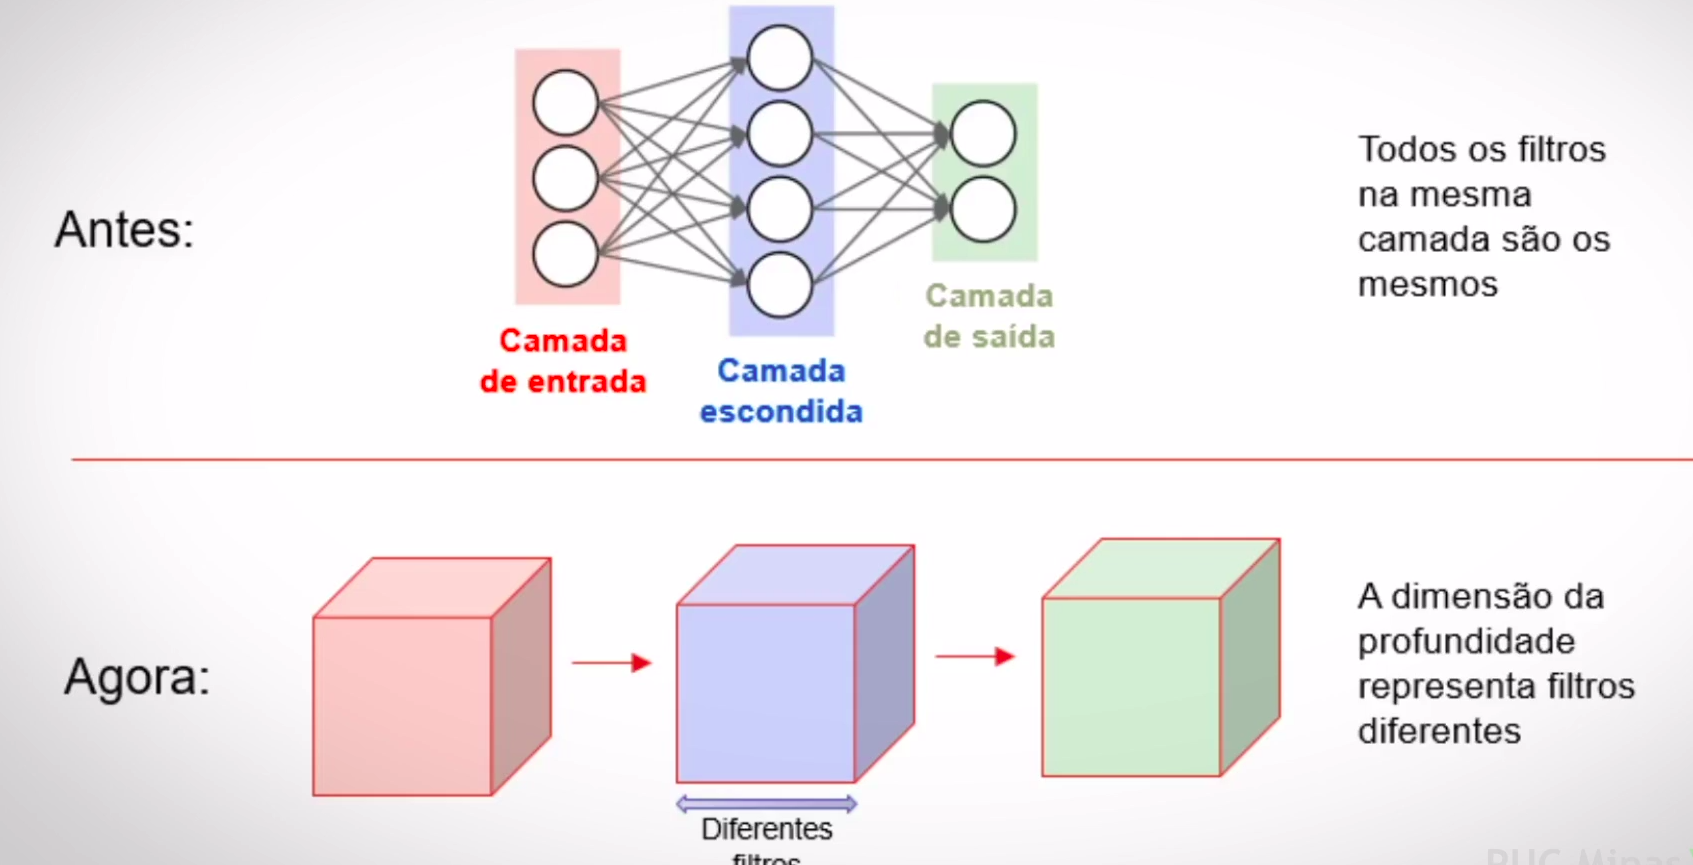 Antes:
Camada
de entrada
Camada
escondida
Camada
de saída
Todos os filtros
na mesma
camada são os
mesmos
Agora:
Diferentes
filtros
A dimensão da
profundidade
representa filtros
diferentes
PUC Minas